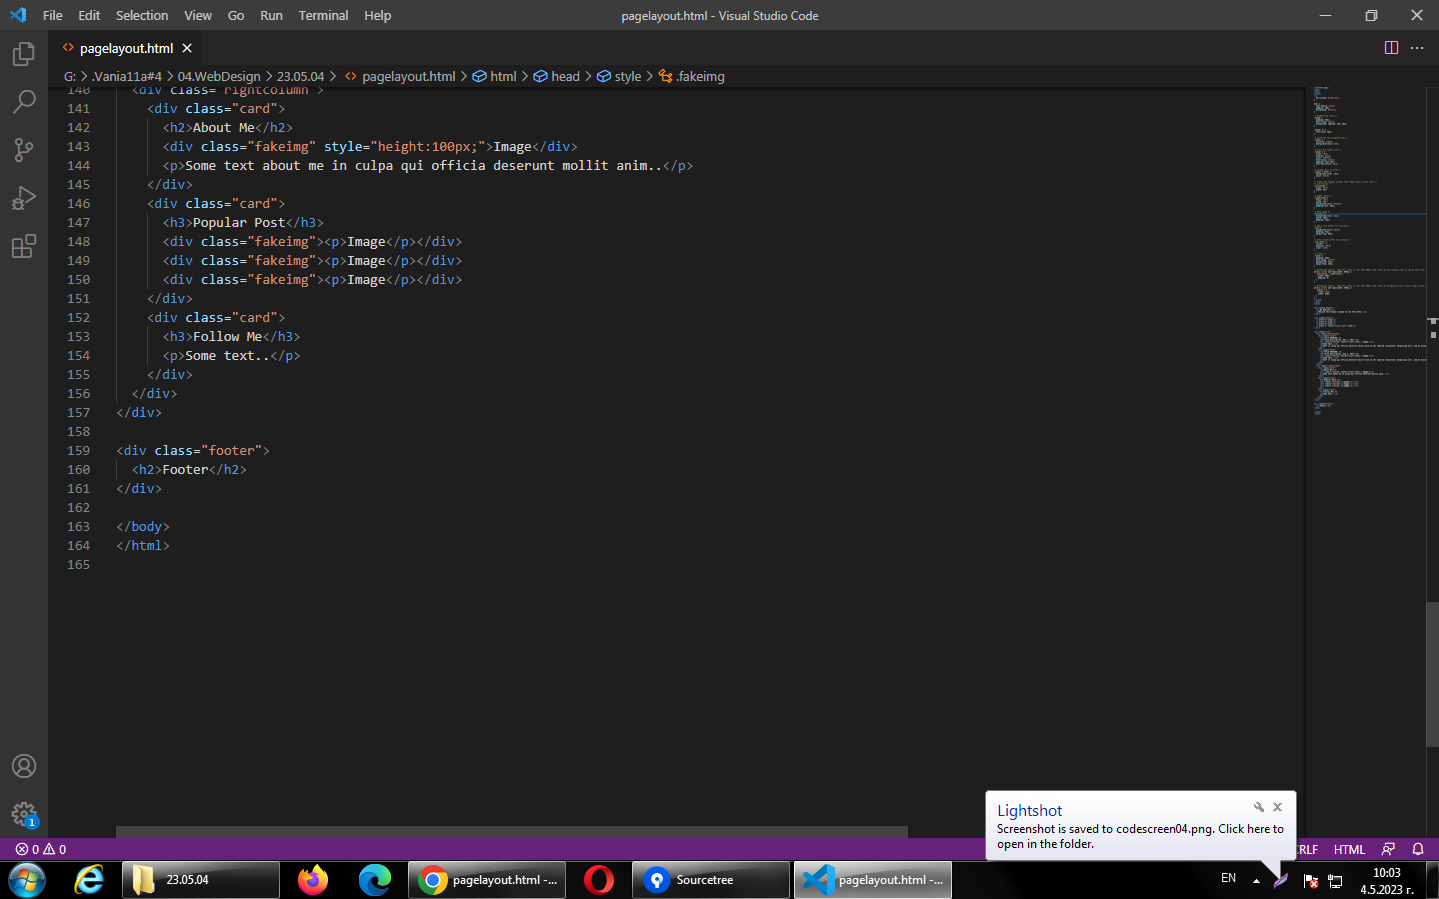 File Edit Selection View Go Run Terminal Help
pagelayout.html - Visual Studio Code
pagelayout.html
G: > .Vania11a#4 > 04.WebDesign > 23.05.04 > pagelayout.html > html > head > style > .fakeimg
140 <div class="rightcolumn">
141 <div class="card">
142 <h2>About Me</h2>
143 <div class="fakeimg" style="height:100px;">Image</div>
144 <p>Some text about me in culpa qui officia deserunt mollit anim..</p>
145 </div>
146 <div class="card">
147 <h3>Popular Post</h3>
148 <div class="fakeimg"><p>Image</p></div>
149 <div class="fakeimg"><p>Image</p></div>
150 <div class="fakeimg"><p>Image</p></div>
151 </div>
152 <div class="card">
153 <h3>Follow Me</h3>
154 <p>Some text..</p>
155 </div>
156 </div>
157 </div>
158
159 <div class="footer">
160 <h2>Footer</h2>
161 </div>
162
163 </body>
164 </html>
165
1
Lightshot
Screenshot is saved to codescreen04.png. Click here to
open in the folder.
0 0
CRLF HTML
23.05.04
pagelayout.html -...
Sourcetree
pagelayout.html -...
EN
10:03
4.5.2023 г.